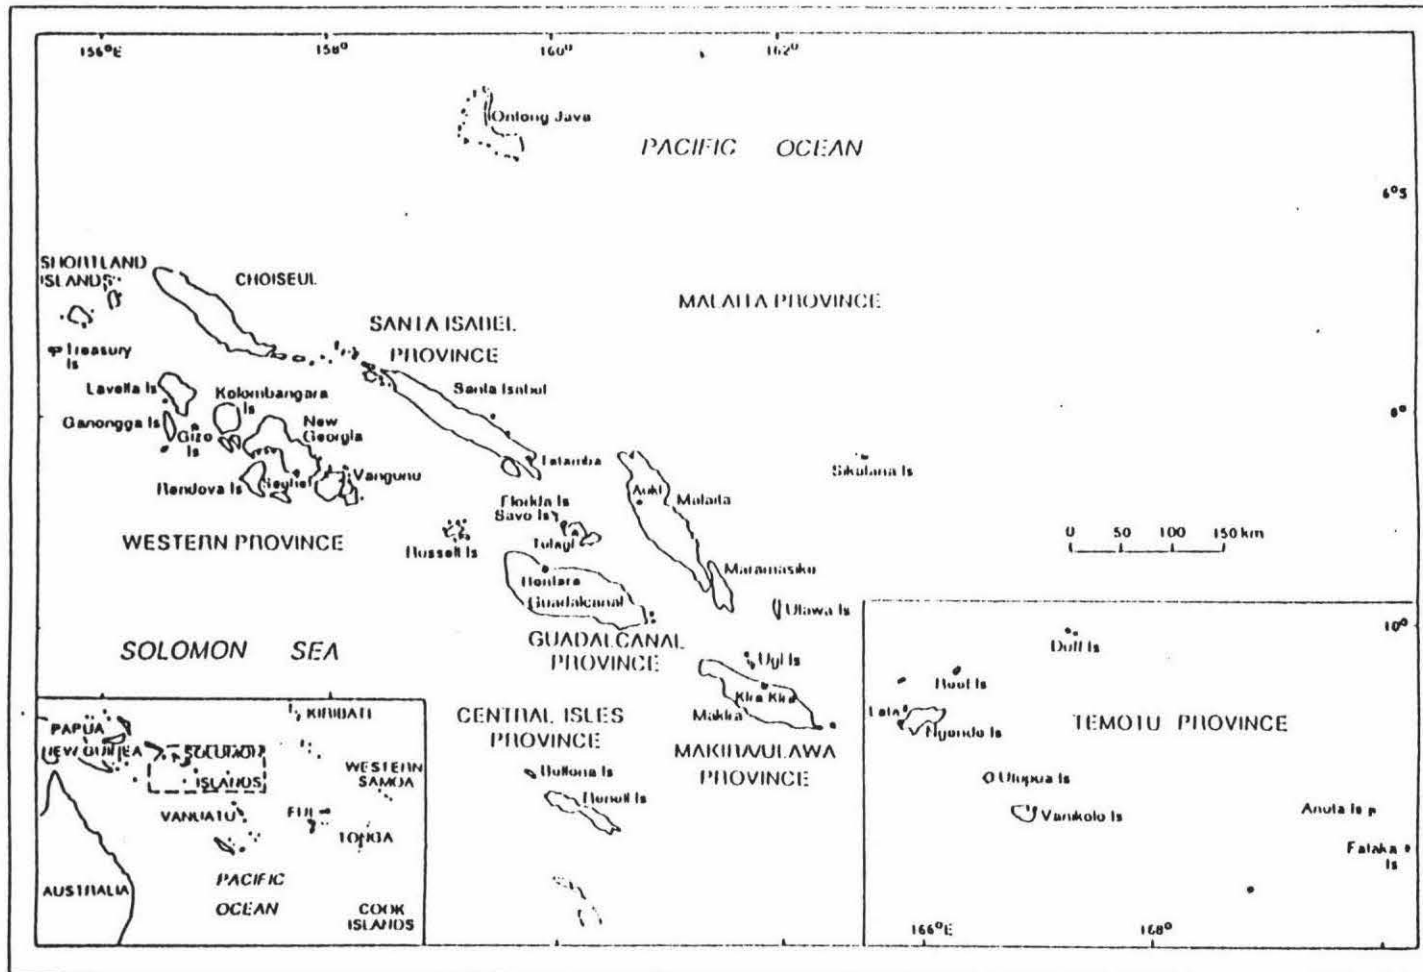 156°E
158°
160°
162°
Ontong Java
PACIFIC OCEAN
6°S
SHORTLAND
ISLANDS
CHOISEUL
MALAITA PROVINCE
SANTA ISABEL
PROVINCE
Treasury
Is
Lavella Is
Kolombangara
Is
Santa Isabel
8°
Ganongga Is
Gizo
Is
New
Georgia
Tatamba
Sikaiana Is
Rendova Is
Seghe
Vangunu
Auki
Malaita
Florida Is
Savo Is
WESTERN PROVINCE
Russell Is
Tulagi
0 50 100 150 km
Honiara
Maramasike
Guadalcanal
Ulawa Is
10°
SOLOMON SEA
GUADALCANAL
PROVINCE
Ugi Is
Duff Is
Kira Kira
Reef Is
Makira
Lata
Ngondo Is
TEMOTU PROVINCE
CENTRAL ISLES
PROVINCE
MAKIRA/ULAWA
PROVINCE
Bellona Is
Rennell Is
Utupua Is
Vanikolo Is
Anuta Is
Fataka
Is
166°E
168°
KIRIBATI
PAPUA
NEW GUINEA
SOLOMON
ISLANDS
WESTERN
SAMOA
VANUATU
FIJI
TONGA
AUSTRALIA
PACIFIC
OCEAN
COOK
ISLANDS